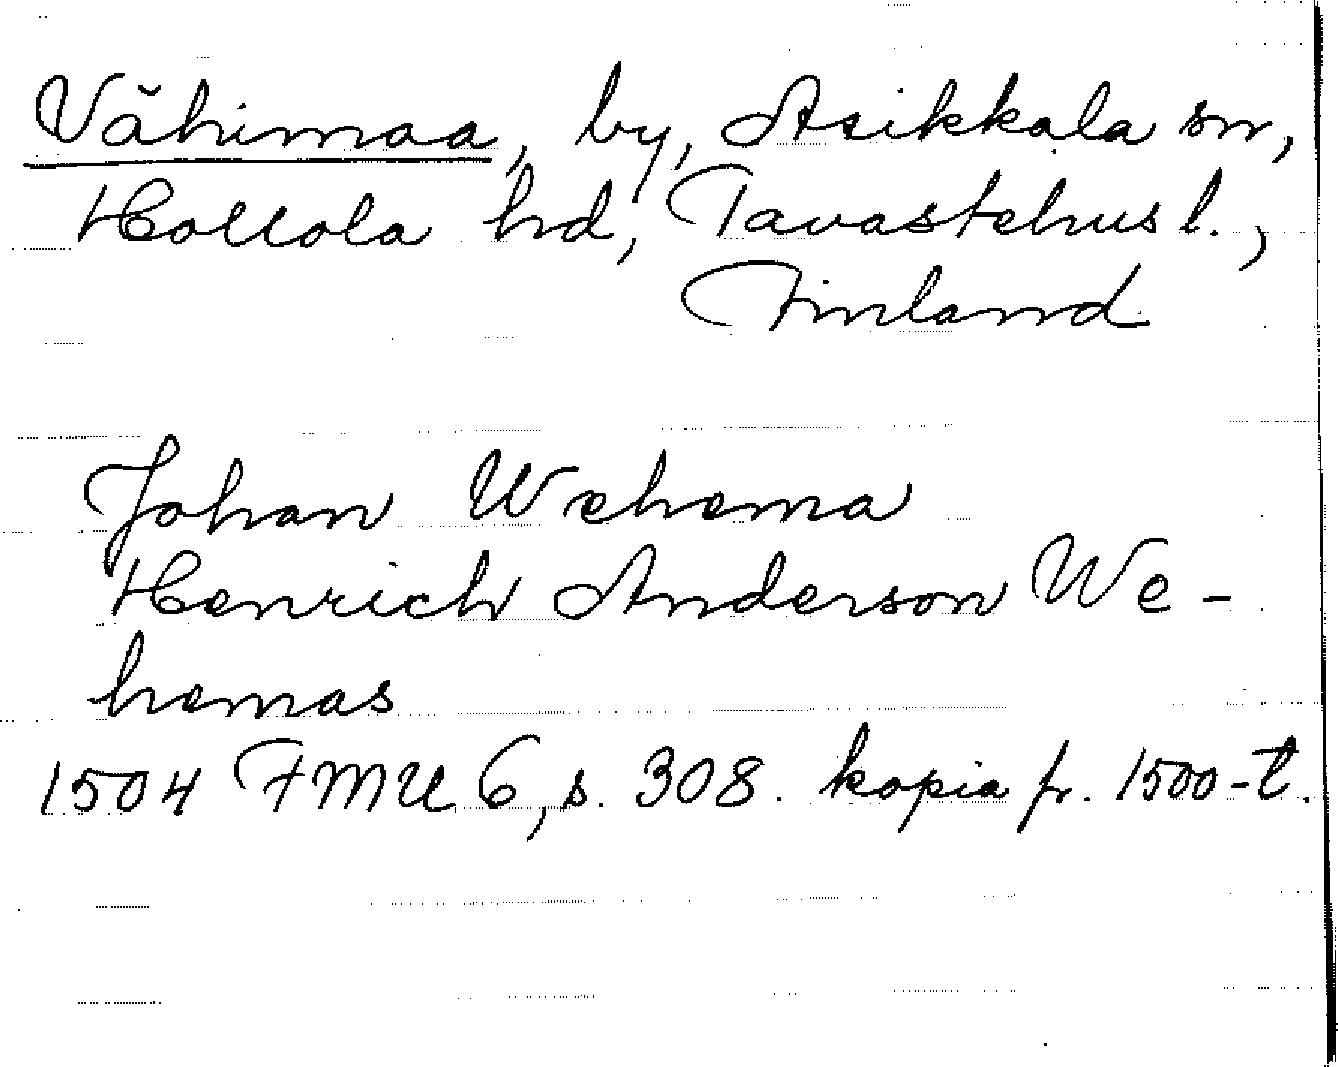 Vähimaa, by, Asikkala sn,
Hollola hd, Tavastehus l.,
Finland
Johan Wehema
Henrich Anderson We-
hemas
1504 FMU 6, s. 308. kopia fr. 1500-t.